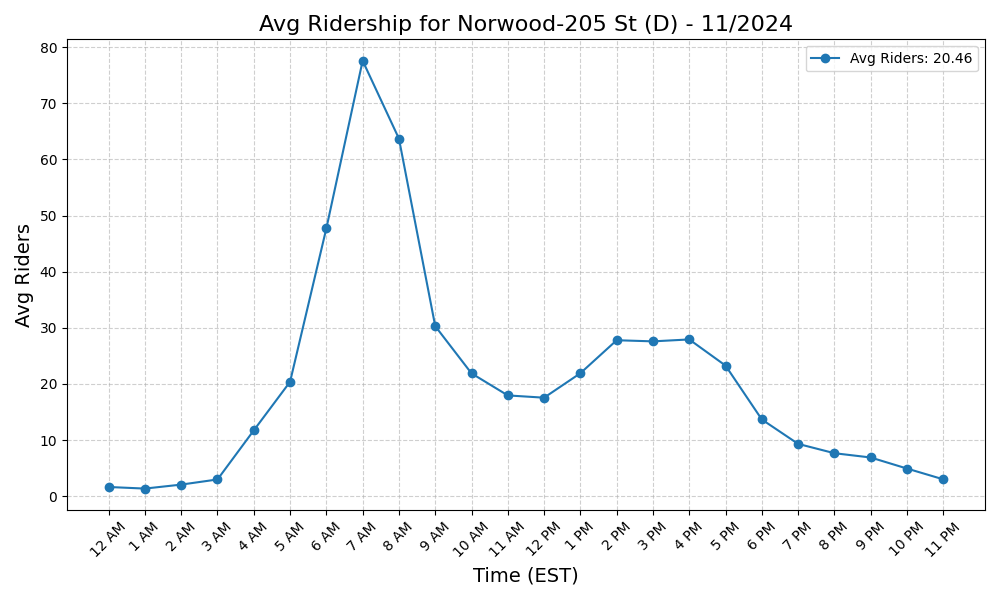 Avg Ridership for Norwood-205 St (D) - 11/2024
Avg Riders: 20.46
Avg Riders
80
70
60
50
40
30
20
10
0
12 AM
1 AM
2 AM
3 AM
4 AM
5 AM
6 AM
7 AM
8 AM
9 AM
10 AM
11 AM
12 PM
1 PM
2 PM
3 PM
4 PM
5 PM
6 PM
7 PM
8 PM
9 PM
10 PM
11 PM
Time (EST)